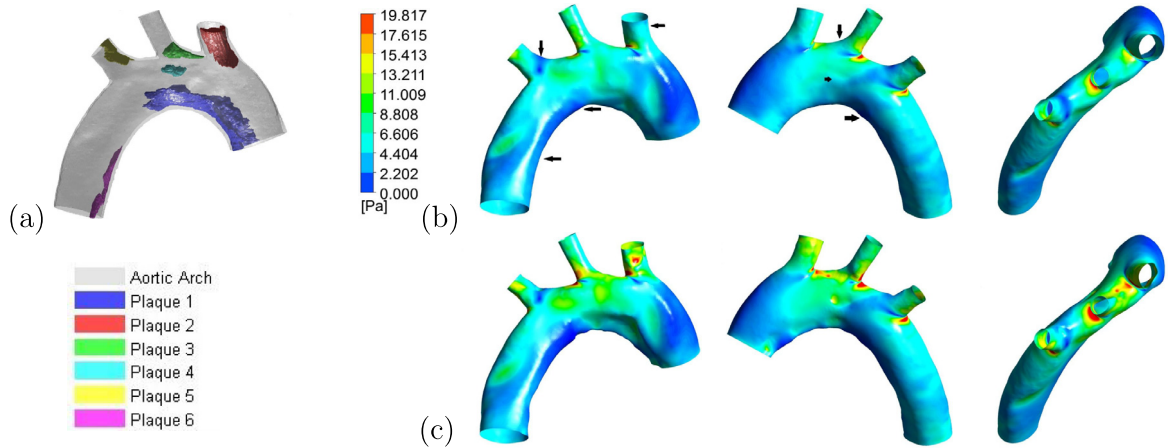 (a)
Aortic Arch
Plaque 1
Plaque 2
Plaque 3
Plaque 4
Plaque 5
Plaque 6
19.817
17.615
15.413
13.211
11.009
8.808
6.606
4.404
2.202
0.000
[Pa]
(b)
(c)